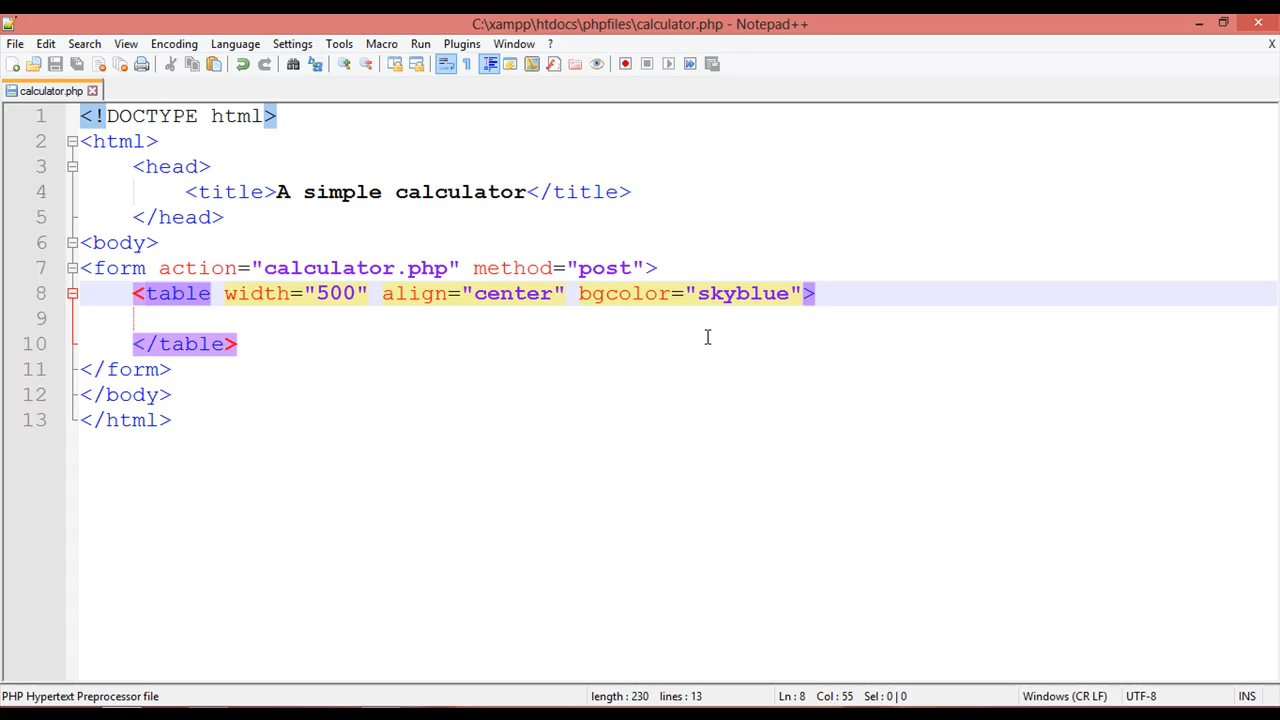 C:\xampp\htdocs\phpfiles\calculator.php - Notepad++
File Edit Search View Encoding Language Settings Tools Macro Run Plugins Window ? X
calculator.php
1 <!DOCTYPE html>
2 <html>
3 <head>
4 <title>A simple calculator</title>
5 </head>
6 <body>
7 <form action="calculator.php" method="post">
8 <table width="500" align="center" bgcolor="skyblue">
9
10 </table>
11 </form>
12 </body>
13 </html>
PHP Hypertext Preprocessor file length : 230 lines : 13 Ln : 8 Col : 55 Sel : 0 | 0 Windows (CR LF) UTF-8 INS